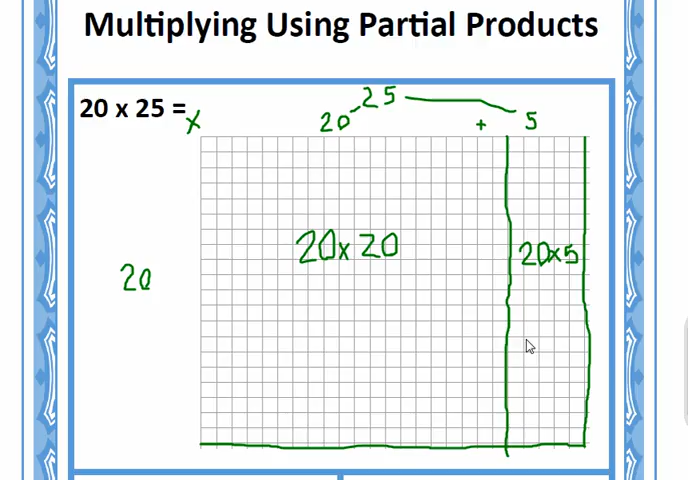 Multiplying Using Partial Products
20 x 25 =
25
x 20 + 5
20x20 20x5
20